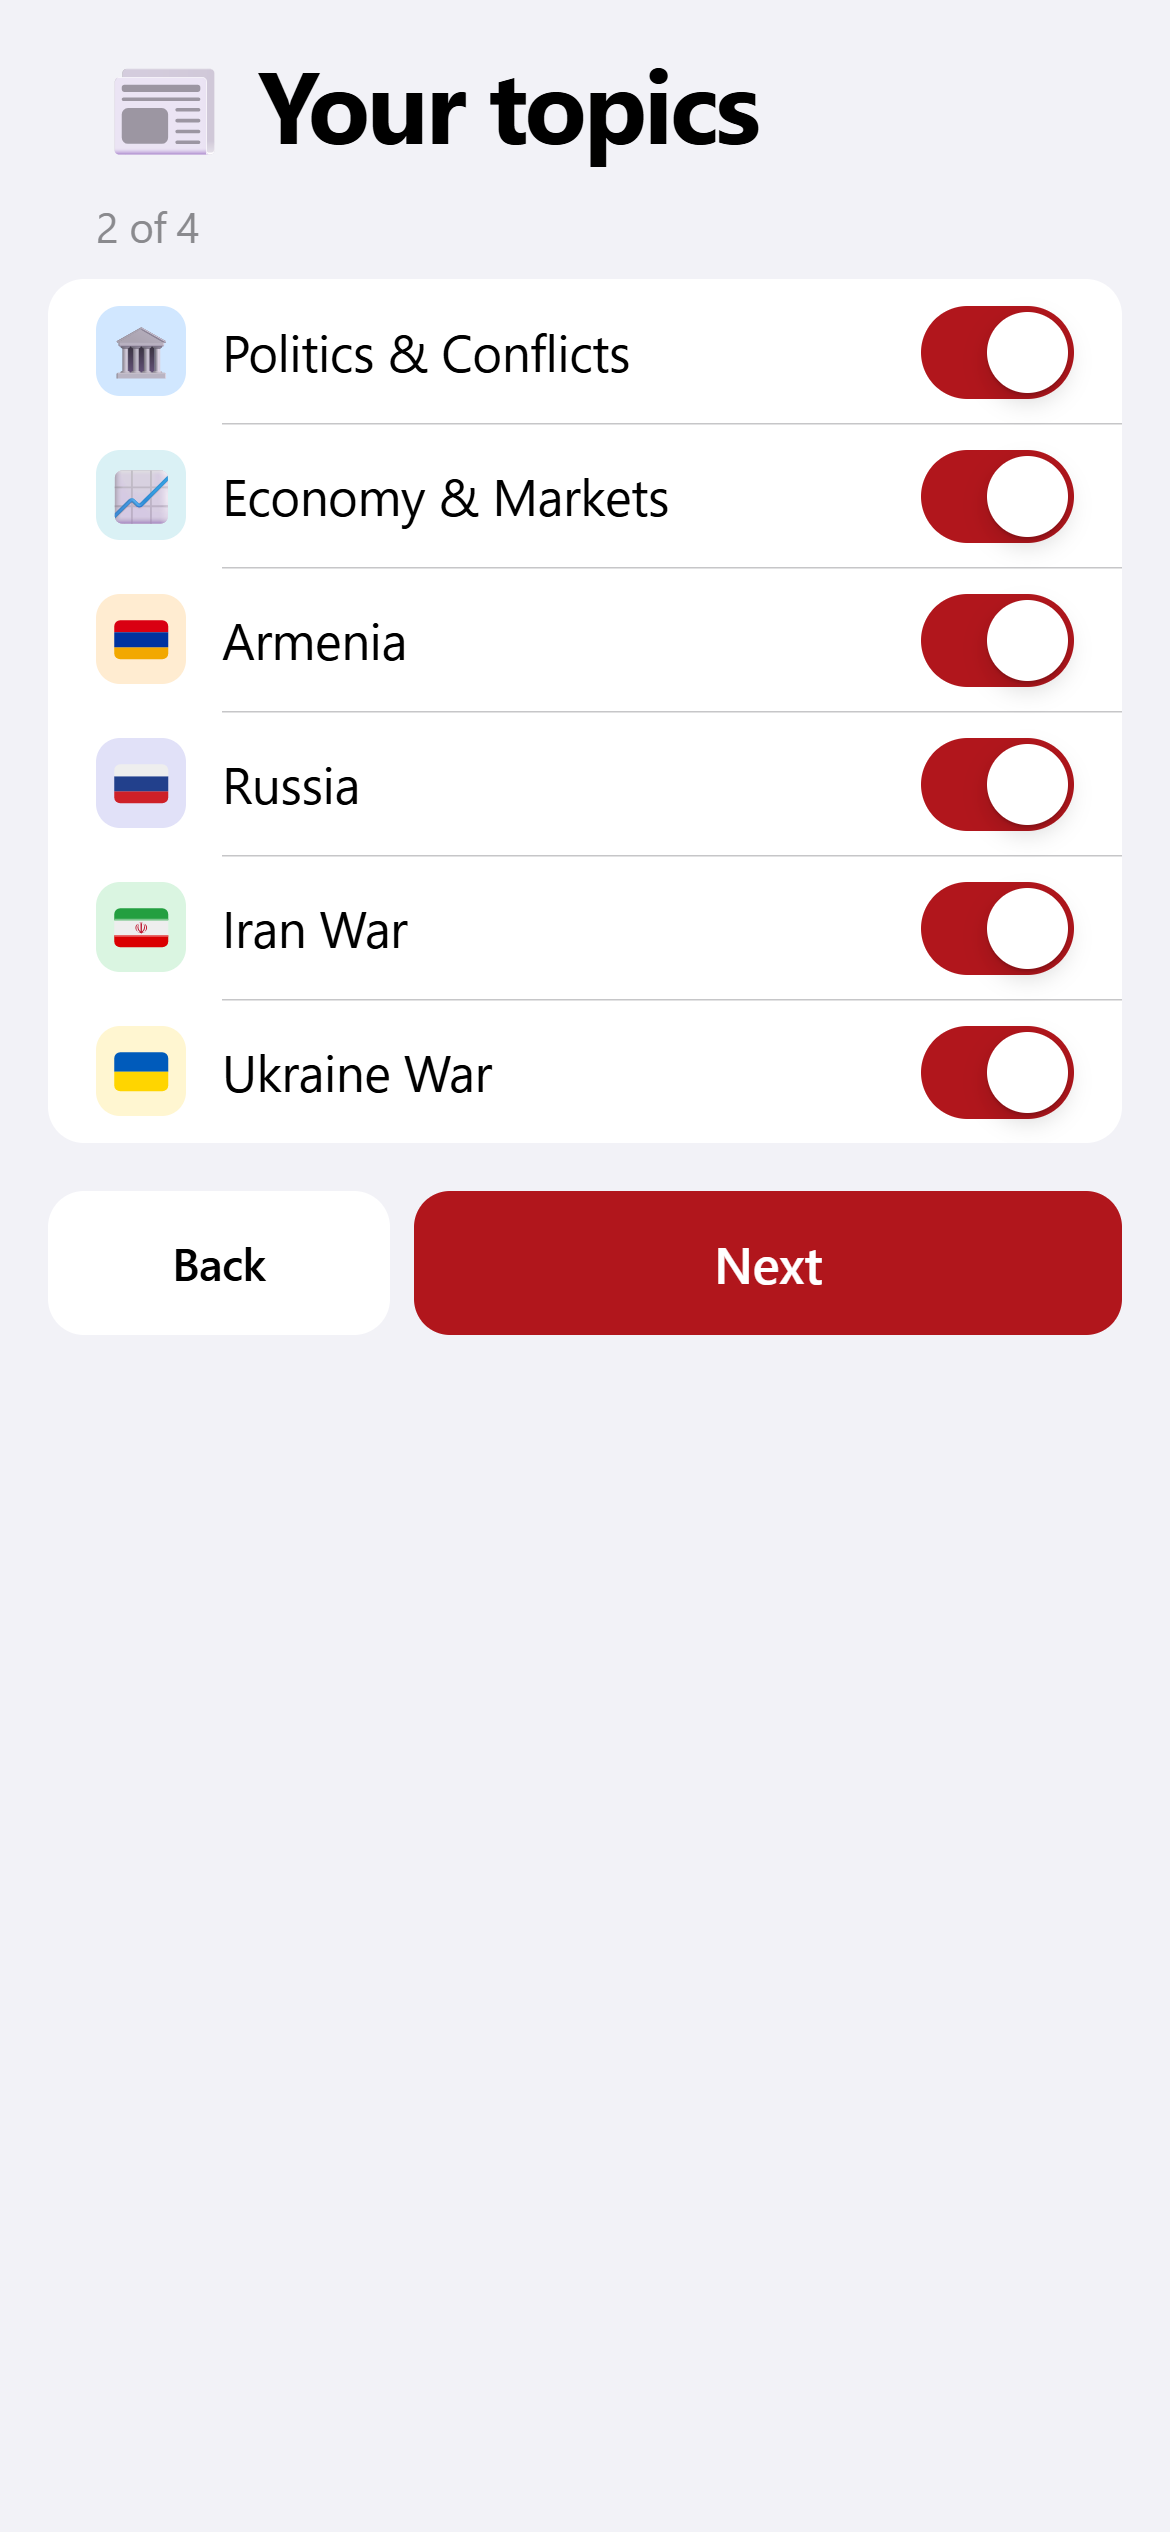 Your topics
2 of 4
Politics & Conflicts
Economy & Markets
Armenia
Russia
Iran War
Ukraine War
Back
Next